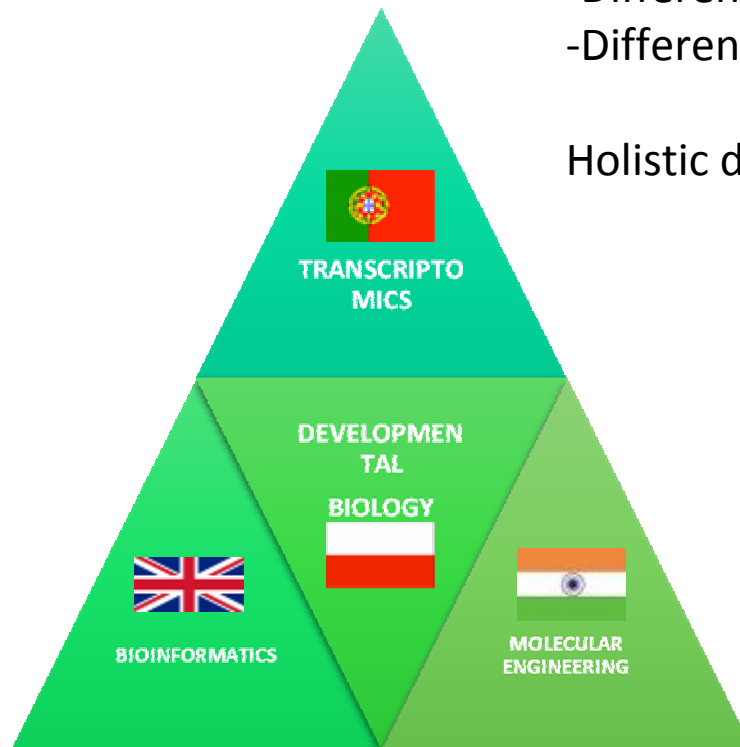 -Differen
Holistic d
TRANSCRIPTO
MICS
DEVELOPMEN
TAL
BIOLOGY
BIOINFORMATICS
MOLECULAR
ENGINEERING